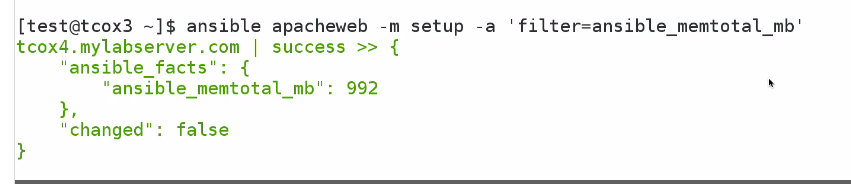 [test@tcox3 ~]$ ansible apacheweb -m setup -a 'filter=ansible_memtotal_mb'
tcox4.mylabserver.com | success >> {
    "ansible_facts": {
        "ansible_memtotal_mb": 992
    },
    "changed": false
}